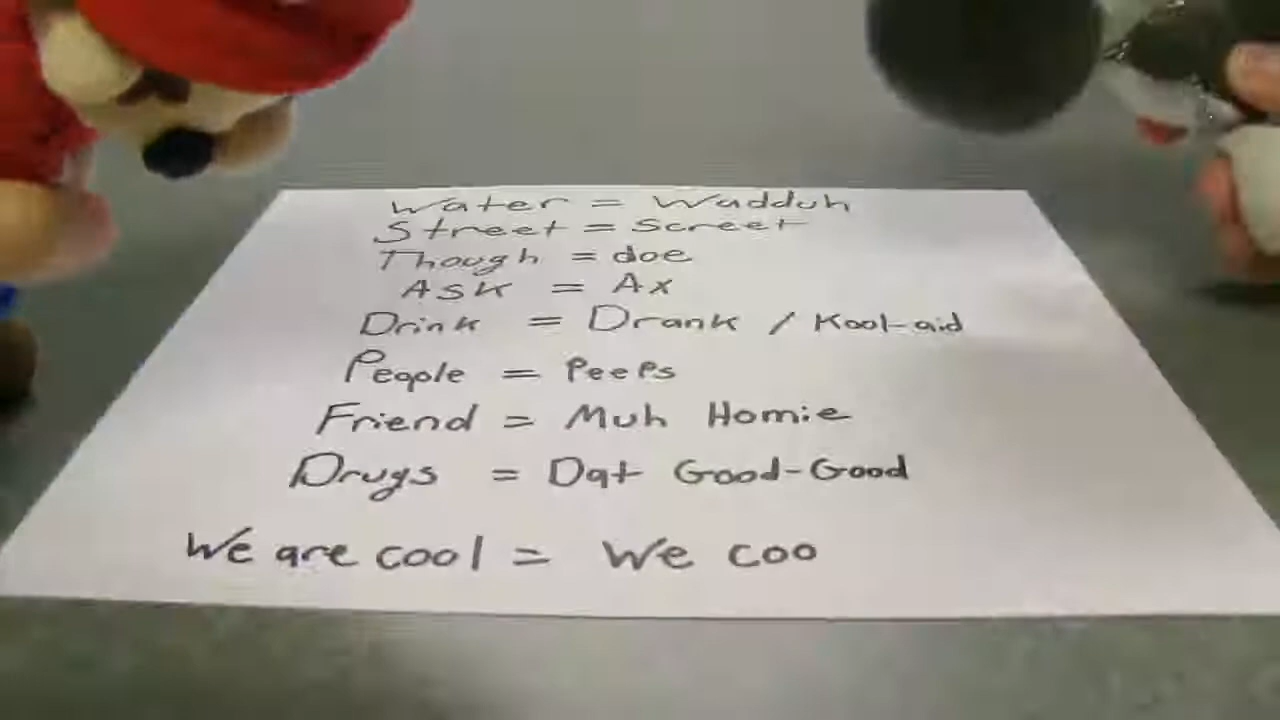 Water = Wadduh
Street = Screet
Though = doe
Ask = Ax
Drink = Drank / Kool-aid
People = Peeps
Friend = Muh Homie
Drugs = Dat Good-Good
We are cool = We coo